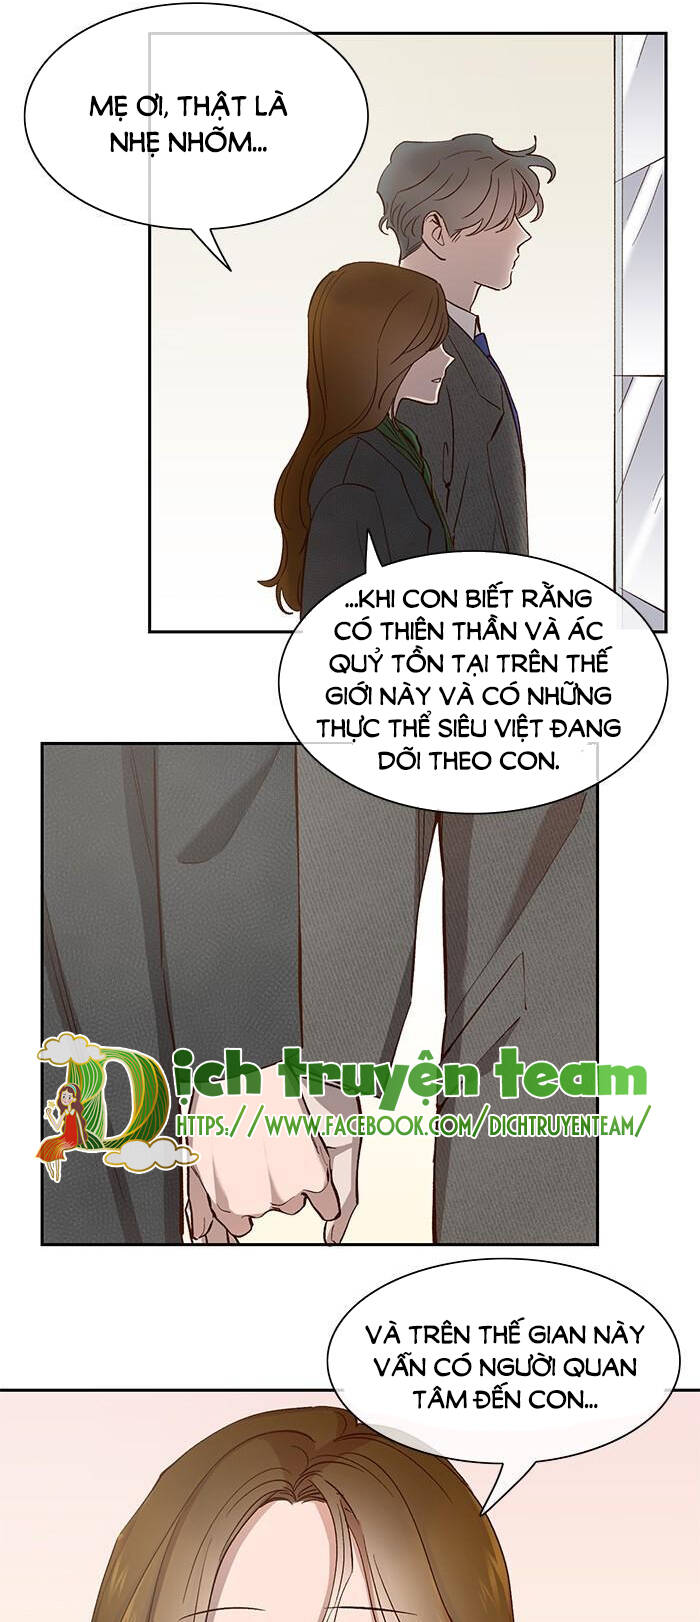 MẸ ƠI, THẬT LÀ
NHẸ NHÕM...
...KHI CON BIẾT RẰNG
CÓ THIÊN THẦN VÀ ÁC
QUỶ TỒN TẠI TRÊN THẾ
GIỚI NÀY VÀ CÓ NHỮNG
THỰC THỂ SIÊU VIỆT ĐANG
DÕI THEO CON.
Dịch truyện team
HTTPS://WWW.FACEBOOK.COM/DICHTRUYENTEAM/
VÀ TRÊN THẾ GIAN NÀY
VẪN CÓ NGƯỜI QUAN
TÂM ĐẾN CON...